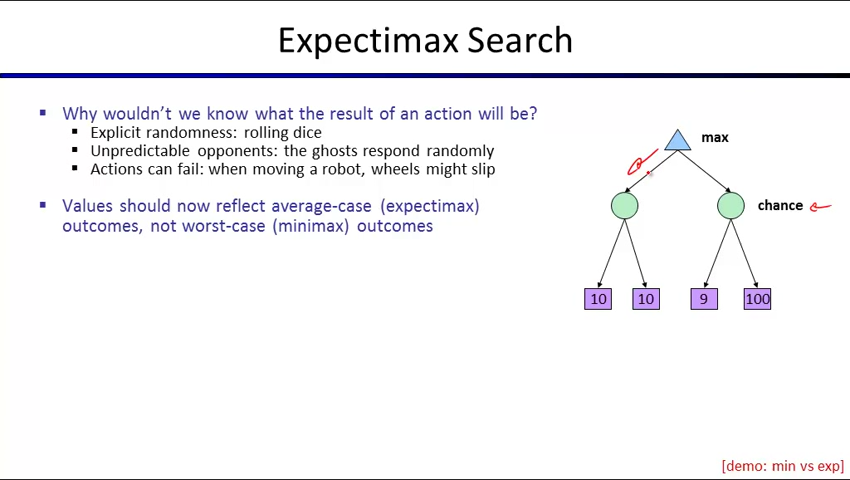 Expectimax Search
▪ Why wouldn't we know what the result of an action will be?
▪ Explicit randomness: rolling dice
▪ Unpredictable opponents: the ghosts respond randomly
▪ Actions can fail: when moving a robot, wheels might slip
▪ Values should now reflect average-case (expectimax)
outcomes, not worst-case (minimax) outcomes
max
chance
10 10 9 100
[demo: min vs exp]